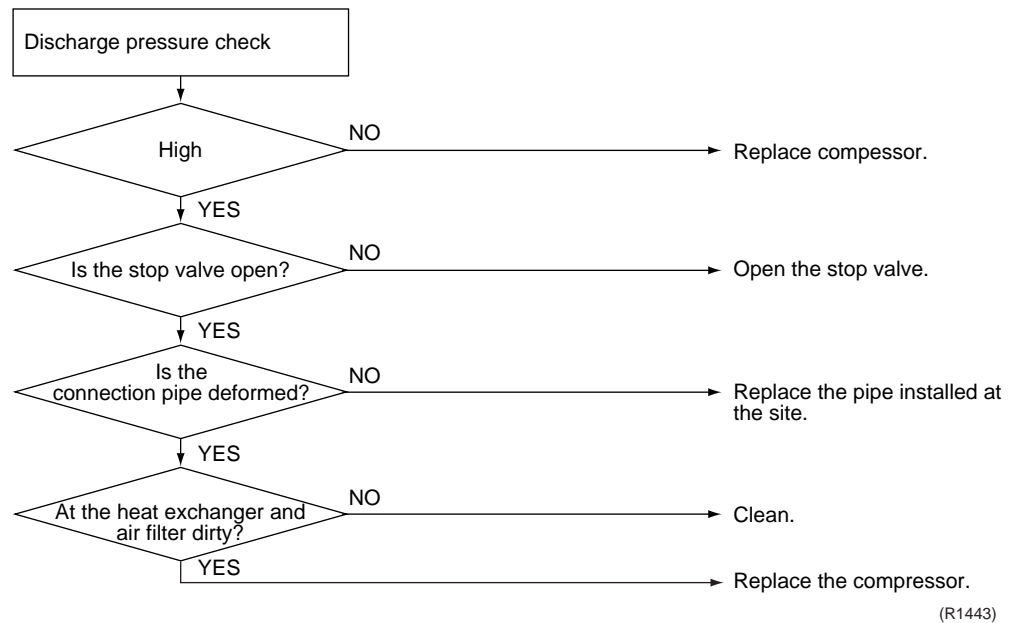 Discharge pressure check
High
NO
Replace compessor.
YES
Is the stop valve open?
NO
Open the stop valve.
YES
Is the
connection pipe deformed?
NO
Replace the pipe installed at
the site.
YES
At the heat exchanger and
air filter dirty?
NO
Clean.
YES
Replace the compressor.
(R1443)